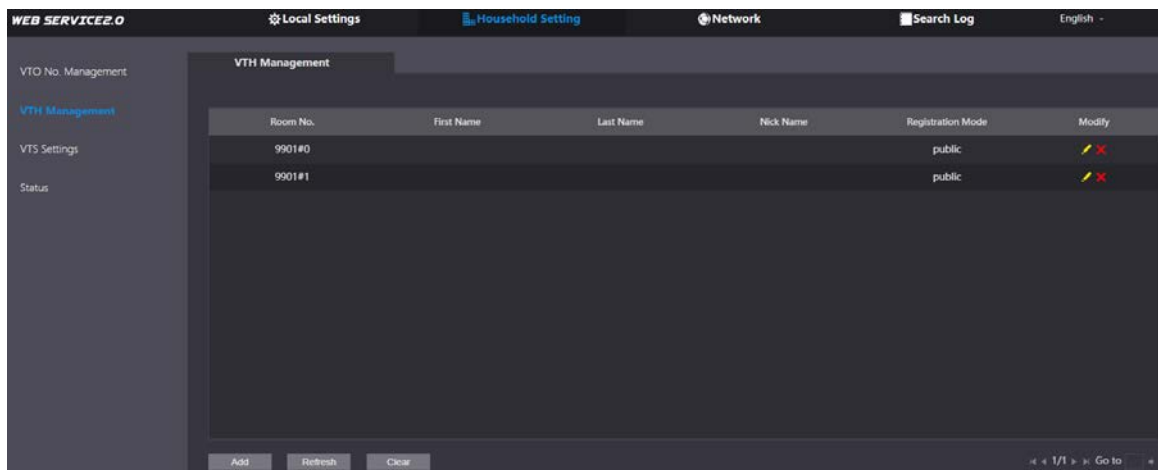 WEB SERVICE2.0 Local Settings Household Setting Network Search Log English
VTO No. Management
VTH Management
VTS Settings
Status
VTH Management
Room No. First Name Last Name Nick Name Registration Mode Modify
9901#0 public
9901#1 public
Add Refresh Clear 1/1 Go to